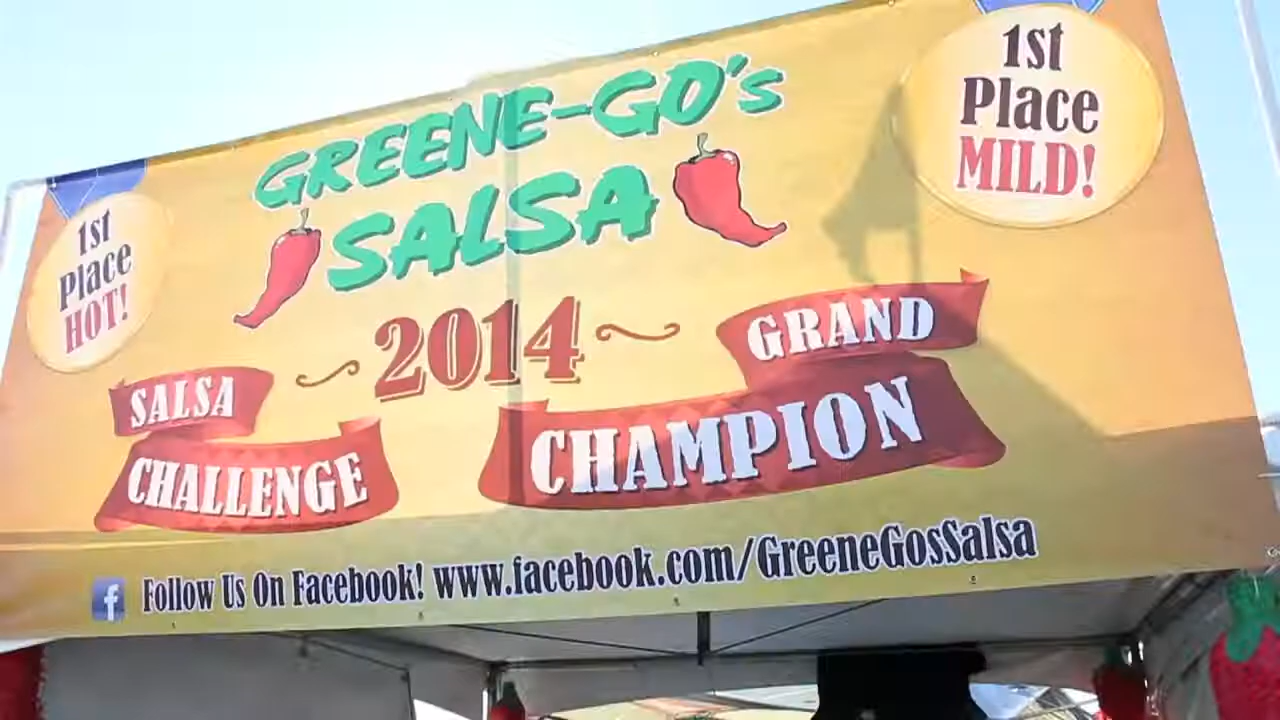 GREENE-GO's
SALSA
1st
Place
HOT!
1st
Place
MILD!
2014
SALSA
CHALLENGE
GRAND
CHAMPION
f Follow Us On Facebook! www.facebook.com/GreeneGosSalsa